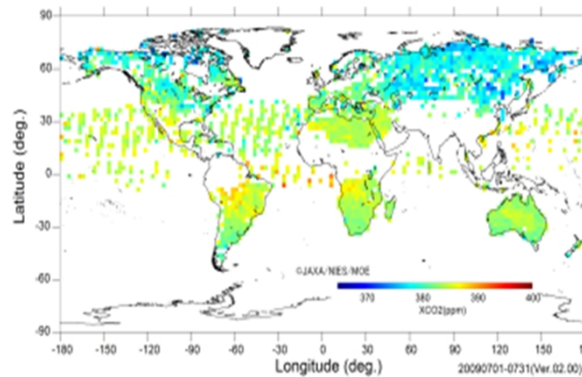 90
60
30
0
-30
-60
-90
Latitude (deg.)
©JAXA/NIES/MOE
370 380 390 400
XCO2(ppm)
-180 -150 -120 -90 -60 -30 0 30 60 90 120 150 180
Longitude (deg.)
20090701-0731(Ver.02.00)